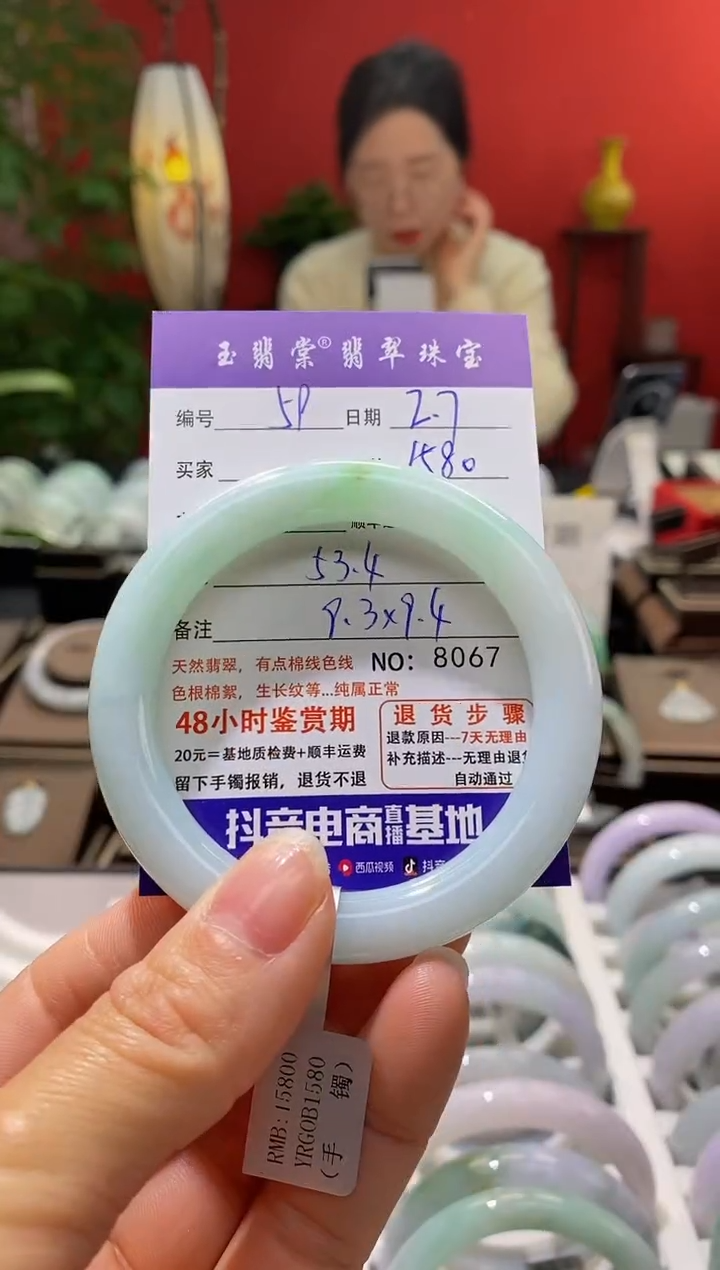 玉翡棠®翡翠珠宝
编号 59 日期 2.7
买家 1580
顺丰
53.4
备注 9.3x9.4
天然翡翠，有点棉线色线 NO: 8067
色根棉絮，生长纹等...纯属正常
48小时鉴赏期
20元=基地质检费+顺丰运费
留下手镯报销，退货不退
退货步骤
退款原因---7天无理由
补充描述---无理由退
自动通过
抖音电商直播基地
西瓜视频 抖音
RMB:15800
YRGOB1580
(手 镯)